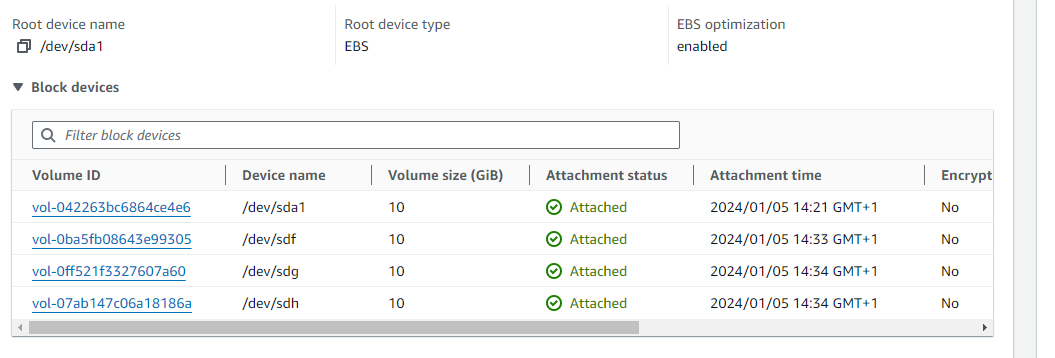 Root device name Root device type EBS optimization
/dev/sda1 EBS enabled
Block devices
Filter block devices
Volume ID Device name Volume size (GiB) Attachment status Attachment time Encrypt
vol-042263bc6864ce4e6 /dev/sda1 10 Attached 2024/01/05 14:21 GMT+1 No
vol-0ba5fb08643e99305 /dev/sdf 10 Attached 2024/01/05 14:33 GMT+1 No
vol-0ff521f3327607a60 /dev/sdg 10 Attached 2024/01/05 14:34 GMT+1 No
vol-07ab147c06a18186a /dev/sdh 10 Attached 2024/01/05 14:34 GMT+1 No